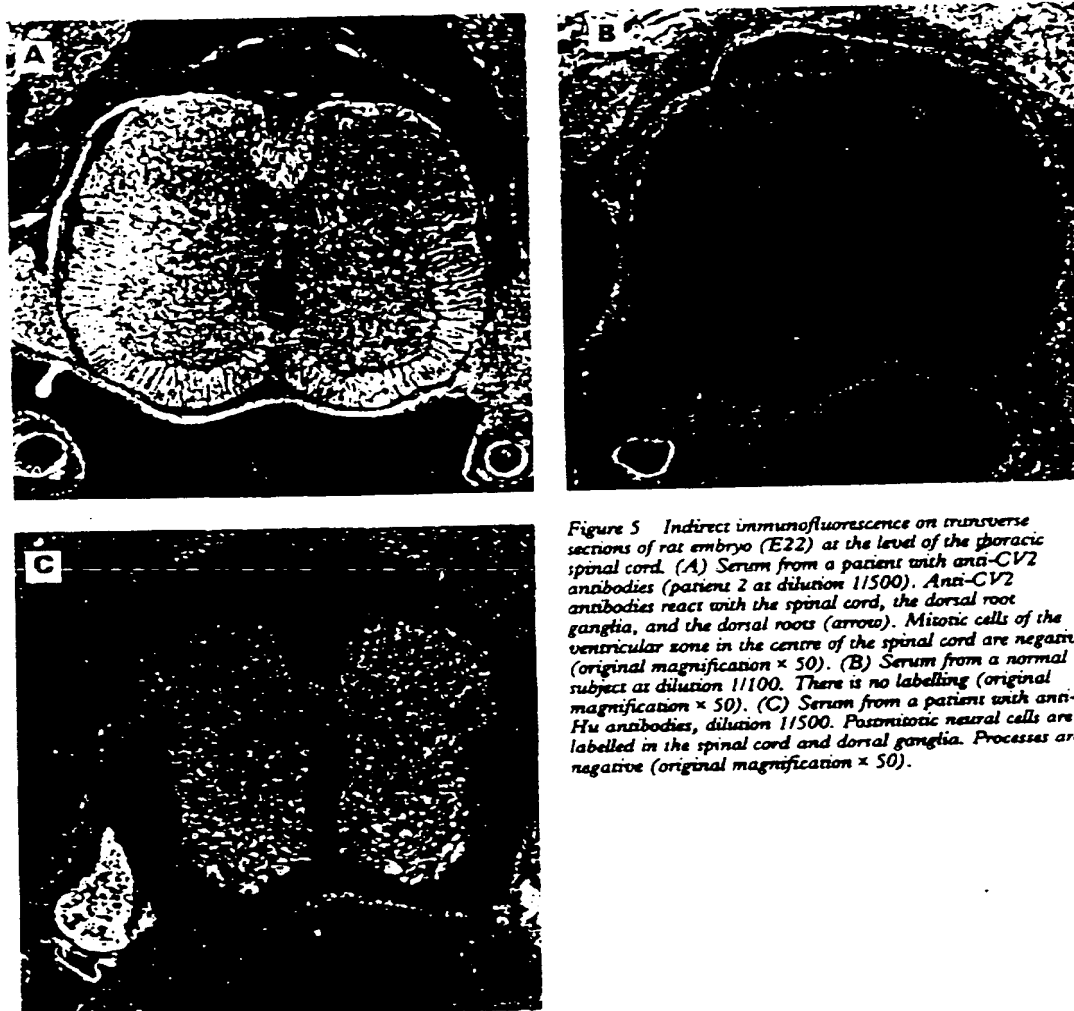 A
B
C
Figure 5 Indirect immunofluorescence on transverse
sections of rat embryo (E22) at the level of the thoracic
spinal cord. (A) Serum from a patient with anti-CV2
antibodies (patient 2 at dilution 1/500). Anti-CV2
antibodies react with the spinal cord, the dorsal root
ganglia, and the dorsal roots (arrow). Mitotic cells of the
ventricular zone in the centre of the spinal cord are negativ
(original magnification × 50). (B) Serum from a normal
subject at dilution 1/100. There is no labelling (original
magnification × 50). (C) Serum from a patient with anti-
Hu antibodies, dilution 1/500. Postmitotic neural cells are
labelled in the spinal cord and dorsal ganglia. Processes ar
negative (original magnification × 50).